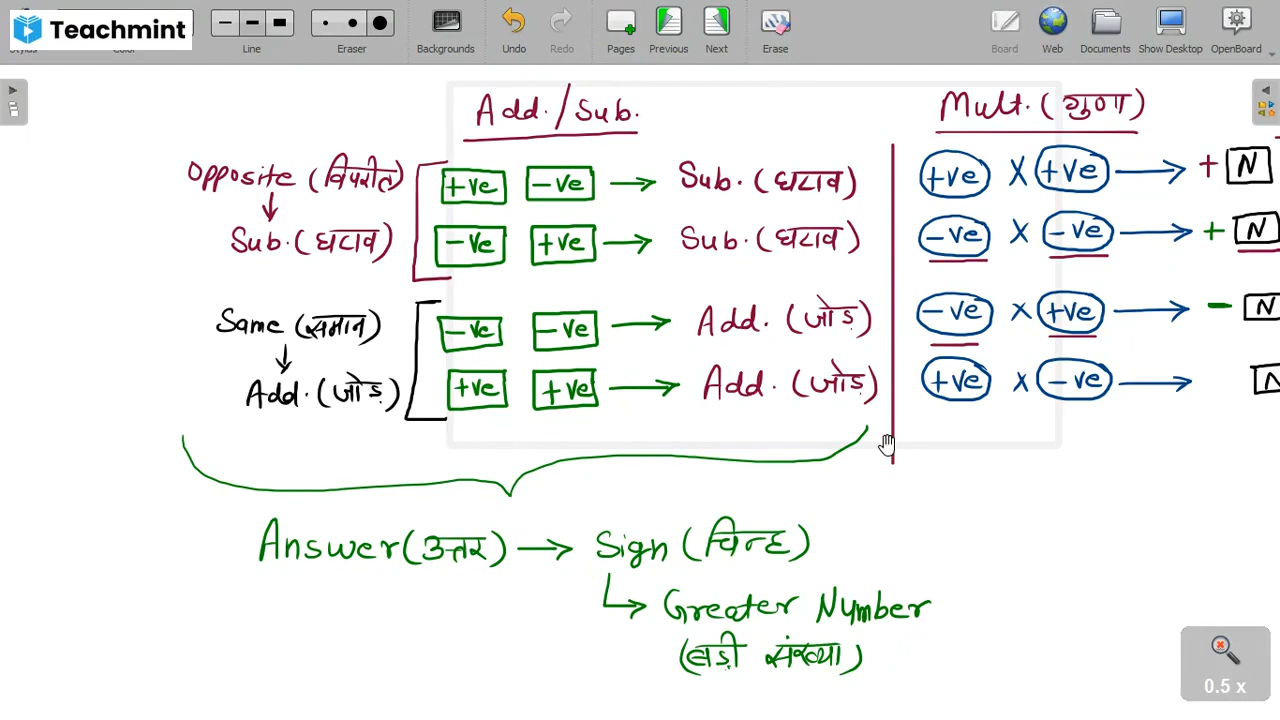 Teachmint
Line
Eraser
Backgrounds
Undo
Redo
Pages
Previous
Next
Erase
Board
Web
Documents
Show Desktop
OpenBoard
Add./Sub.
Opposite (विपरीत)
Sub. (घटाव)
+ve -ve → Sub. (घटाव)
-ve +ve → Sub. (घटाव)
Same (समान)
Add. (जोड़)
-ve -ve → Add. (जोड़)
+ve +ve → Add. (जोड़)
Mult. (गुणा)
+ve × +ve → + N
-ve × -ve → + N
-ve × +ve → - N
+ve × -ve → N
Answer (उत्तर) → Sign (चिन्ह)
Greater Number
(बड़ी संख्या)
0.5 x